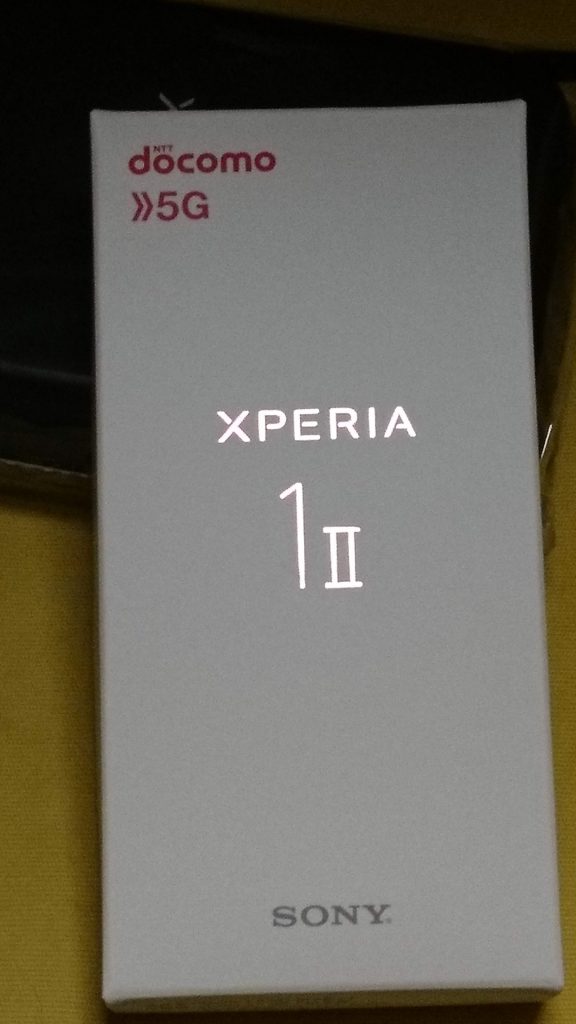 NTT
docomo
5G
XPERIA
1 II
SONY